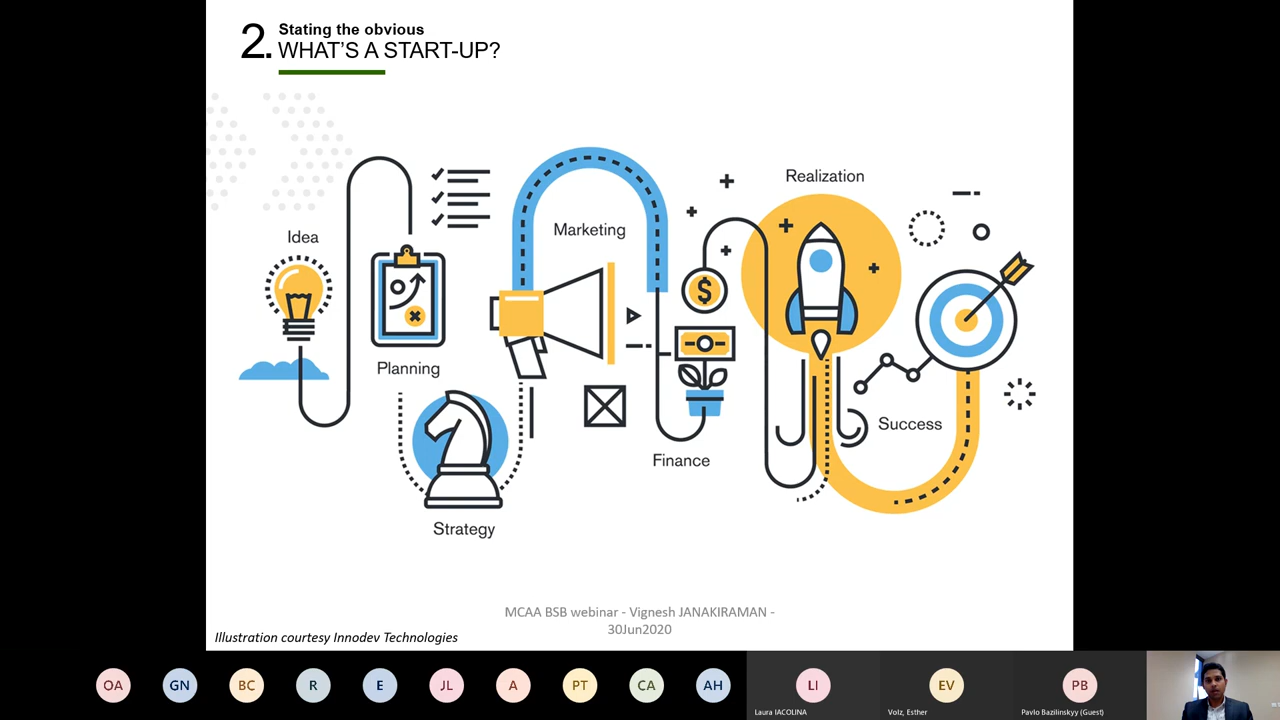 2.
Stating the obvious
WHAT'S A START-UP?
Idea
Planning
Strategy
Marketing
$
Finance
Realization
Success
MCAA BSB webinar - Vignesh JANAKIRAMAN -
30Jun2020
Illustration courtesy Innodev Technologies
OA
GN
BC
R
E
JL
A
PT
CA
AH
LI
EV
PB
Laura IACOLINA
Volz, Esther
Pavlo Bazilinskyy (Guest)